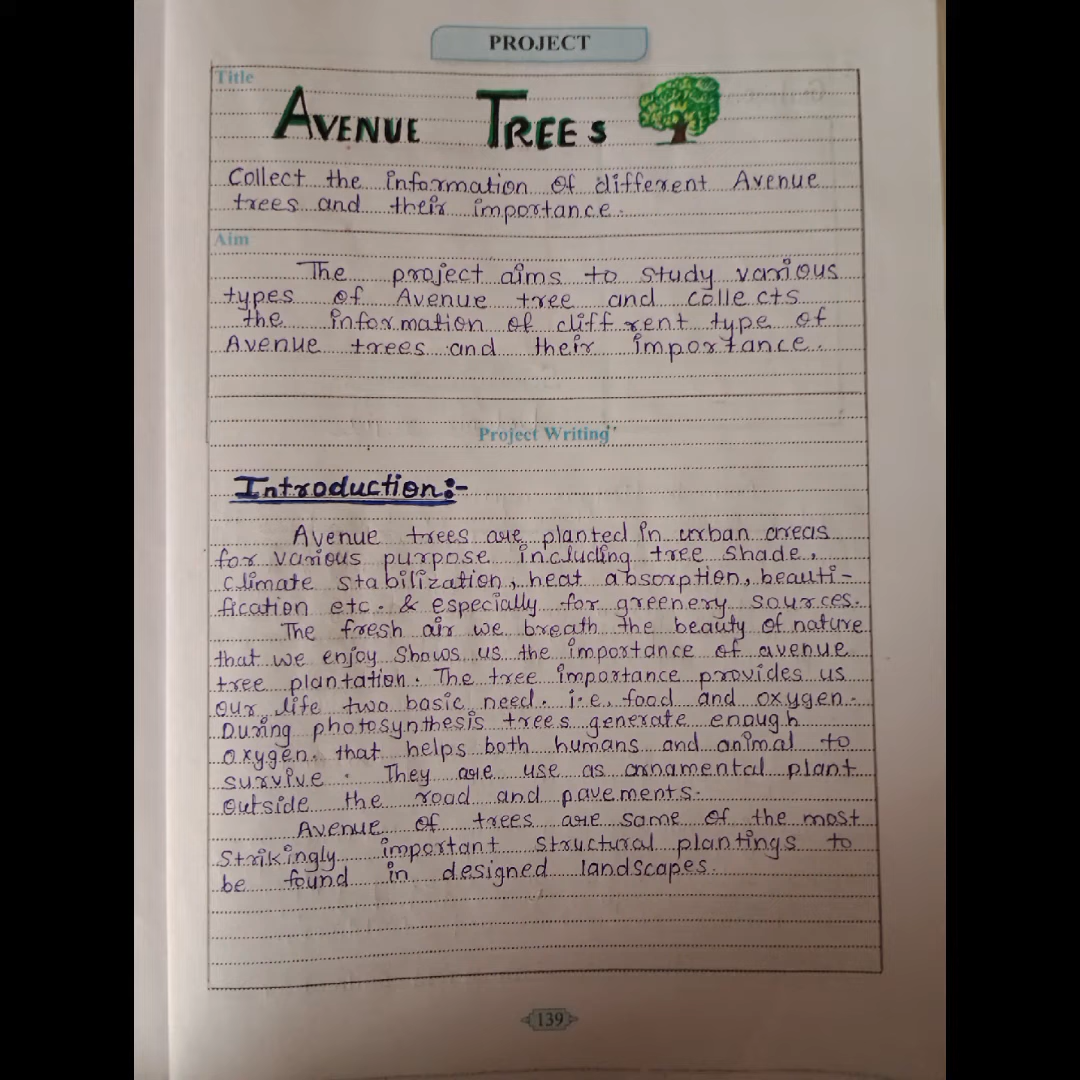 PROJECT
Title
AVENUE TREES
Collect the information of different Avenue
trees and their importance.
Aim
The project aims to study various
types of Avenue tree and collects
the information of diffrent type of
Avenue trees and their importance.
Project Writing
Introduction:-
Avenue trees are planted in urban areas
for various purpose including tree shade,
climate stabilization, heat absorption, beauti-
fication etc. & especially for greenery sources.
The fresh air we breath the beauty of nature
that we enjoy shows us the importance of avenue
tree plantation. The tree importance provides us
our life two basic need. i.e, food and oxygen.
During photosynthesis trees generate enough
oxygen. that helps both humans and animal to
survive. They are use as ornamental plant
outside the road and pavements.
Avenue of trees are some of the most
strikingly important structural plantings to
be found in designed landscapes.
139